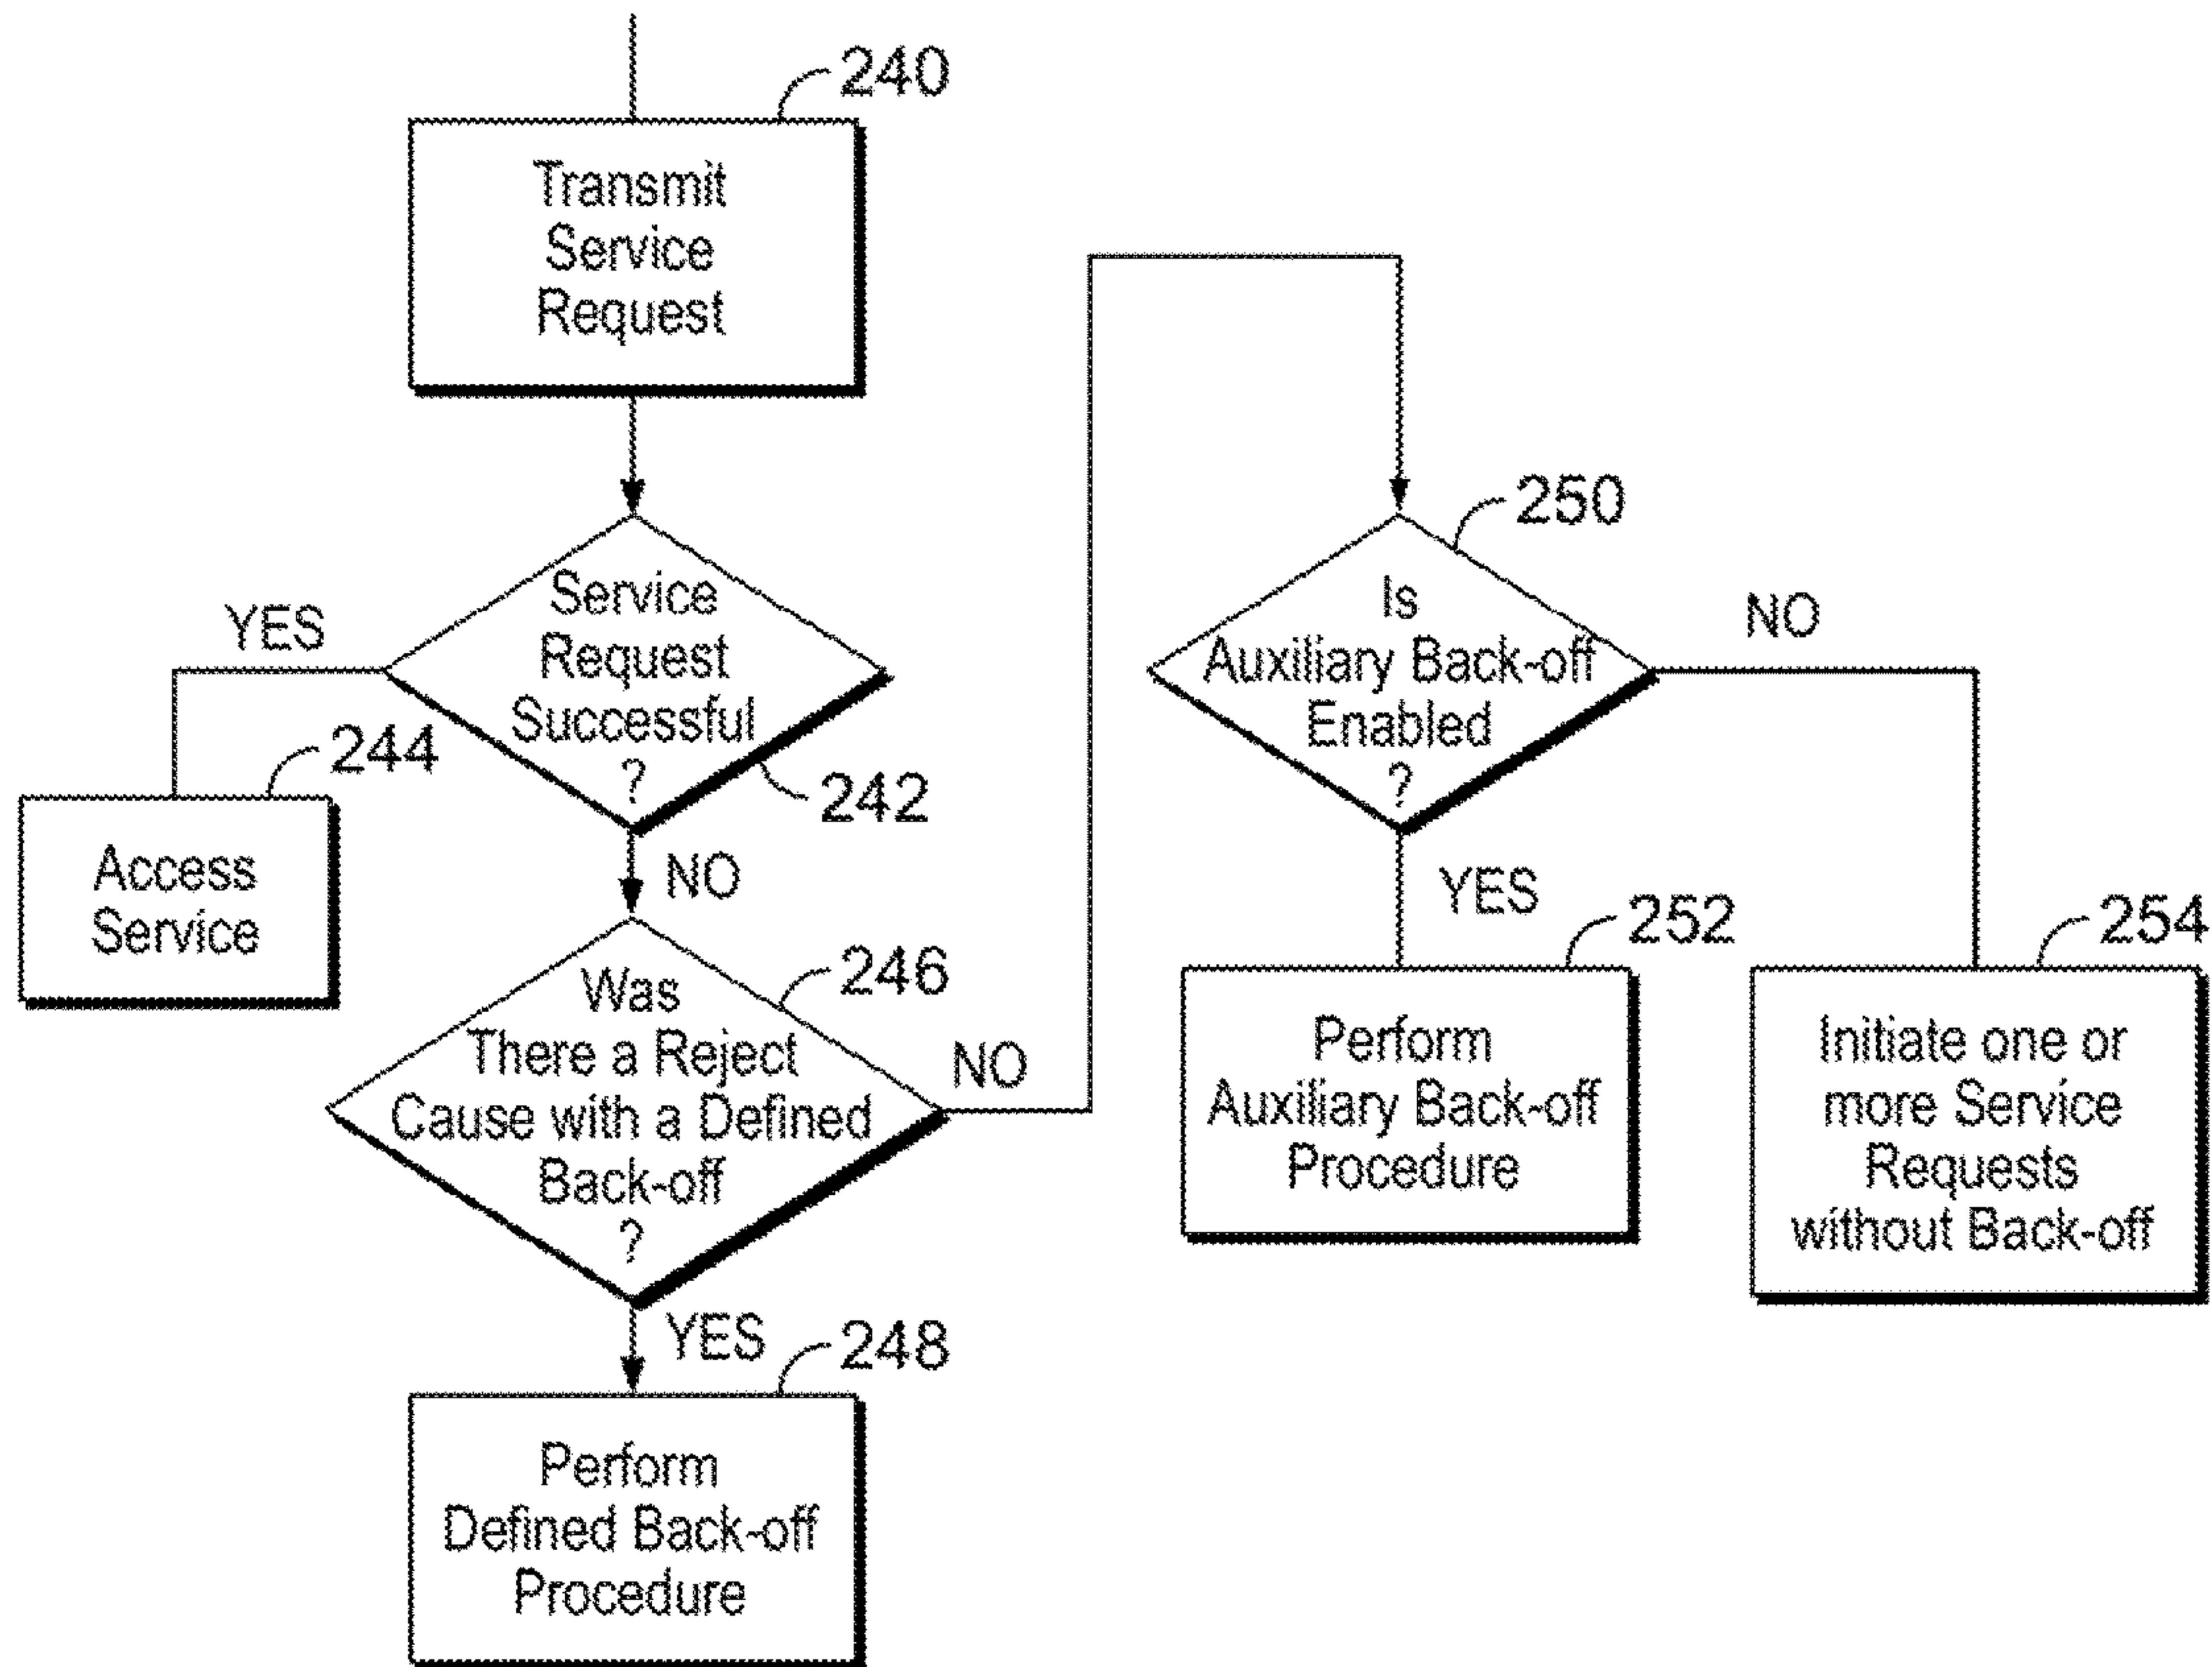 240
Transmit
Service
Request
Service
Request
Successful
?
242
YES
244
Access
Service
NO
Was
There a Reject
Cause with a Defined
Back-off
?
246
NO
YES
248
Perform
Defined Back-off
Procedure
250
Is
Auxiliary Back-off
Enabled
?
NO
YES
252
Perform
Auxiliary Back-off
Procedure
254
Initiate one or
more Service
Requests
without Back-off